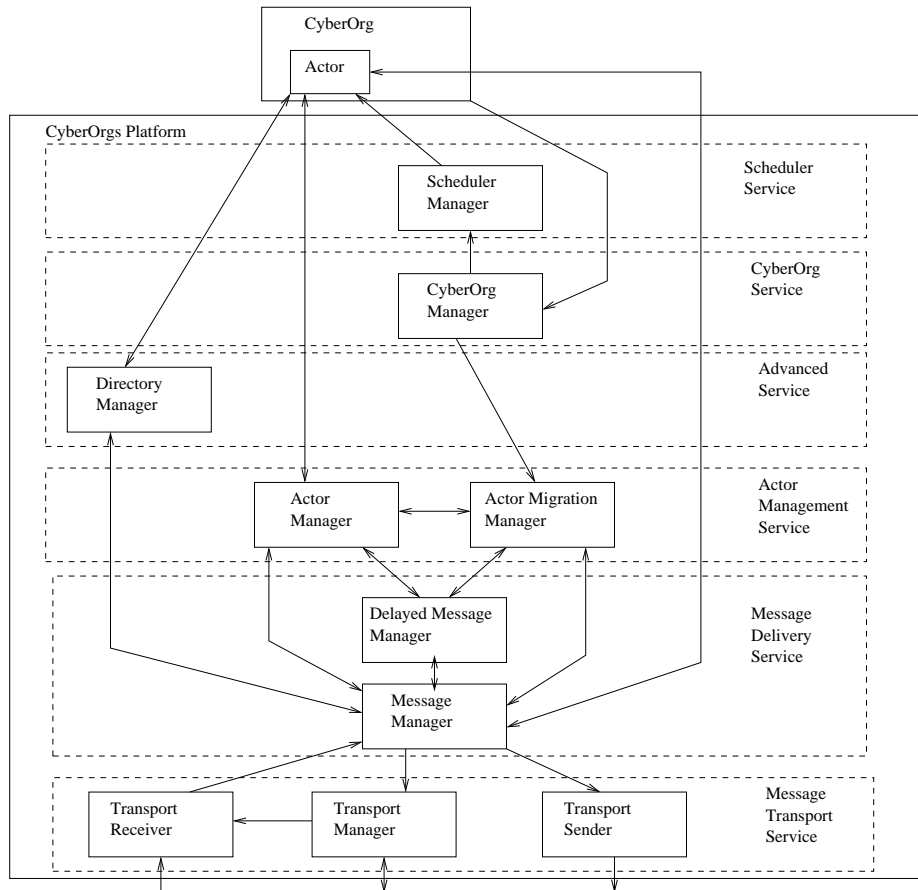 CyberOrg
Actor
CyberOrgs Platform
Scheduler
Manager
Scheduler
Service
CyberOrg
Manager
CyberOrg
Service
Directory
Manager
Advanced
Service
Actor
Manager
Actor Migration
Manager
Actor
Management
Service
Delayed Message
Manager
Message
Delivery
Service
Message
Manager
Transport
Receiver
Transport
Manager
Transport
Sender
Message
Transport
Service